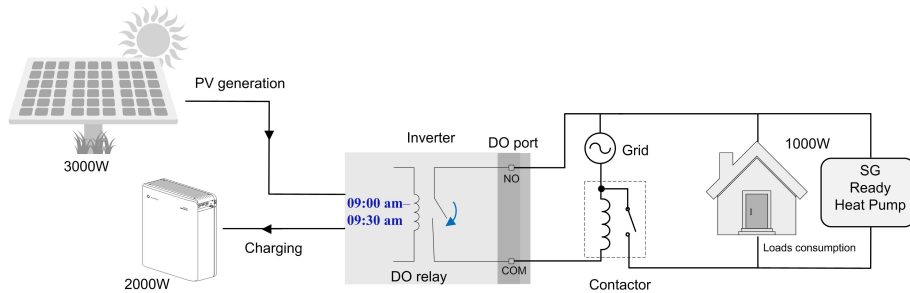 PV generation
3000W
Inverter
DO port
NO
Grid
1000W
SG
Ready
Heat Pump
09:00 am
09:30 am
Charging
2000W
DO relay
COM
Contactor
Loads consumption